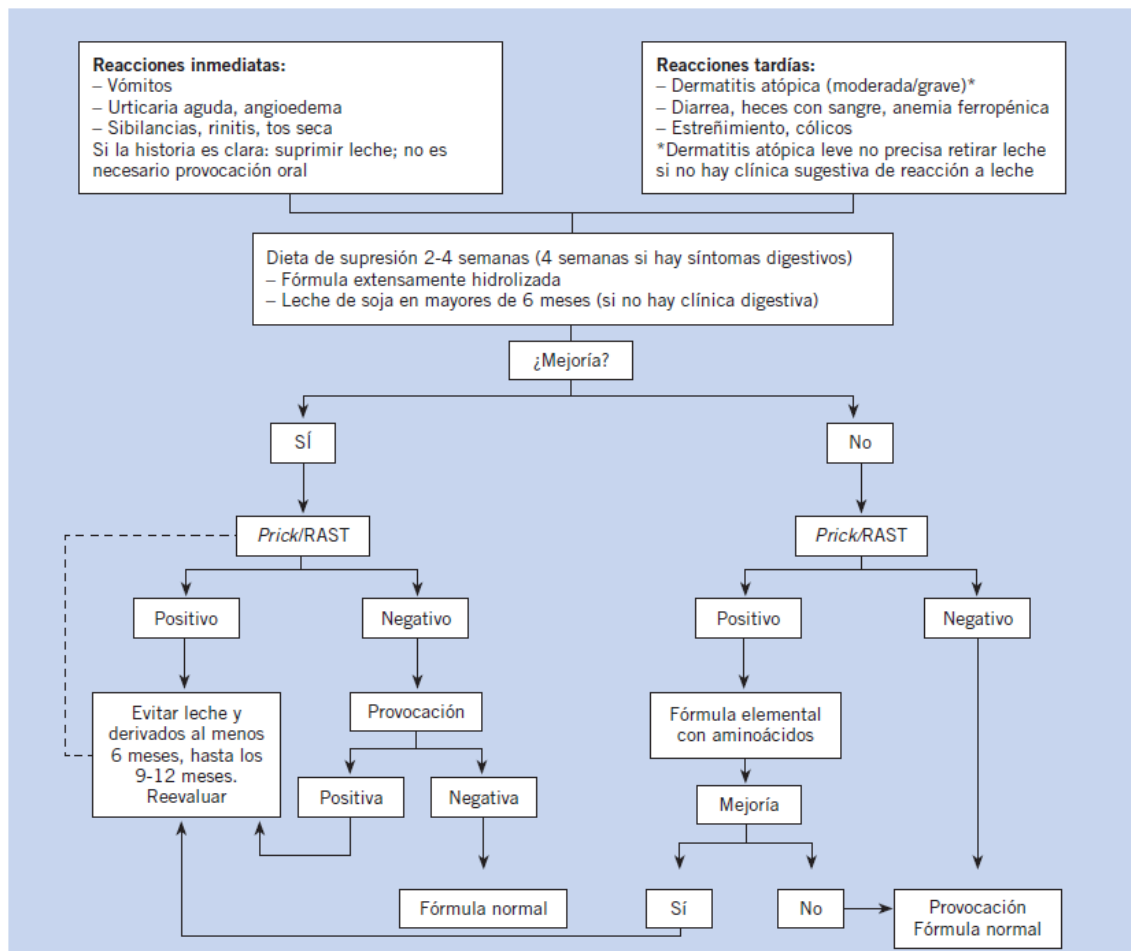 Reacciones inmediatas:
– Vómitos
– Urticaria aguda, angioedema
– Sibilancias, rinitis, tos seca
Si la historia es clara: suprimir leche; no es
necesario provocación oral
Reacciones tardías:
– Dermatitis atópica (moderada/grave)*
– Diarrea, heces con sangre, anemia ferropénica
– Estreñimiento, cólicos
*Dermatitis atópica leve no precisa retirar leche
si no hay clínica sugestiva de reacción a leche
Dieta de supresión 2-4 semanas (4 semanas si hay síntomas digestivos)
– Fórmula extensamente hidrolizada
– Leche de soja en mayores de 6 meses (si no hay clínica digestiva)
¿Mejoría?
SÍ
No
Prick/RAST
Prick/RAST
Positivo
Negativo
Positivo
Negativo
Evitar leche y
derivados al menos
6 meses, hasta los
9-12 meses.
Reevaluar
Provocación
Fórmula elemental
con aminoácidos
Positiva
Negativa
Mejoría
Fórmula normal
Sí
No
Provocación
Fórmula normal